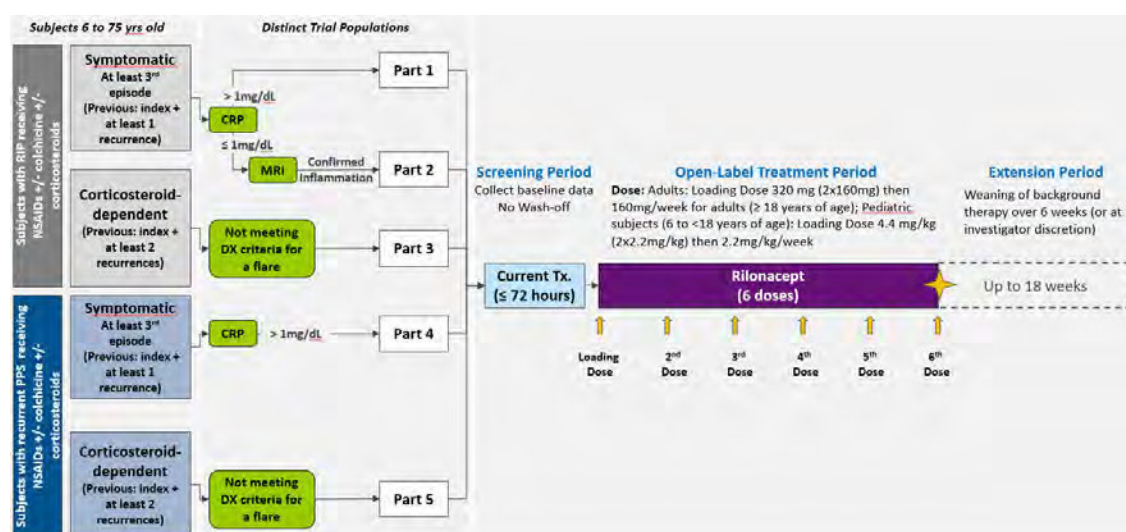 Subjects 6 to 75 yrs old
Distinct Trial Populations
Subjects with RIP receiving
NSAIDs +/- colchicine +/-
corticosteroids
Symptomatic
At least 3rd
episode
(Previous: index +
at least 1
recurrence)
> 1mg/dL
CRP
≤ 1mg/dL
MRI
Confirmed
Inflammation
Part 1
Part 2
Corticosteroid-
dependent
(Previous: index +
at least 2
recurrences)
Not meeting
DX criteria for
a flare
Part 3
Subjects with recurrent PPS receiving
NSAIDs +/- colchicine +/-
corticosteroids
Symptomatic
At least 3rd
episode
(Previous: index +
at least 1
recurrence)
CRP
> 1mg/dL
Part 4
Corticosteroid-
dependent
(Previous: index +
at least 2
recurrences)
Not meeting
DX criteria for
a flare
Part 5
Screening Period
Collect baseline data
No Wash-off
Current Tx.
(≤ 72 hours)
Open-Label Treatment Period
Dose: Adults: Loading Dose 320 mg (2x160mg) then
160mg/week for adults (≥ 18 years of age); Pediatric
subjects (6 to <18 years of age): Loading Dose 4.4 mg/kg
(2x2.2mg/kg) then 2.2mg/kg/week
Rilonacept
(6 doses)
Loading
Dose
2nd
Dose
3rd
Dose
4th
Dose
5th
Dose
6th
Dose
Extension Period
Weaning of background
therapy over 6 weeks (or at
investigator discretion)
Up to 18 weeks